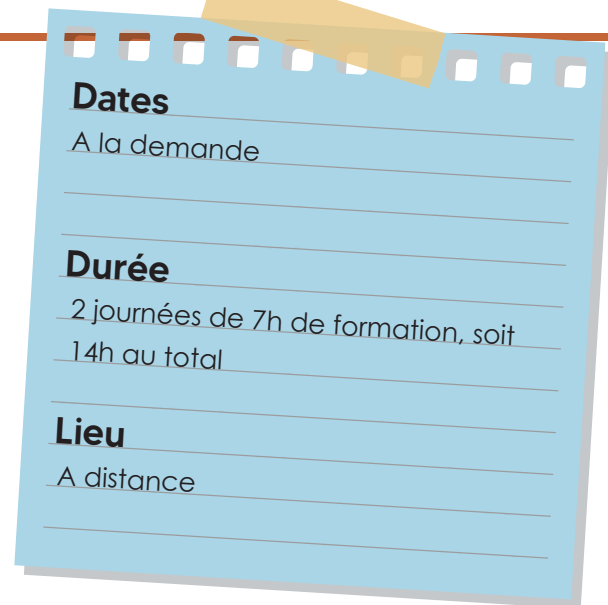 Dates
A la demande
Durée
2 journées de 7h de formation, soit
14h au total
Lieu
A distance